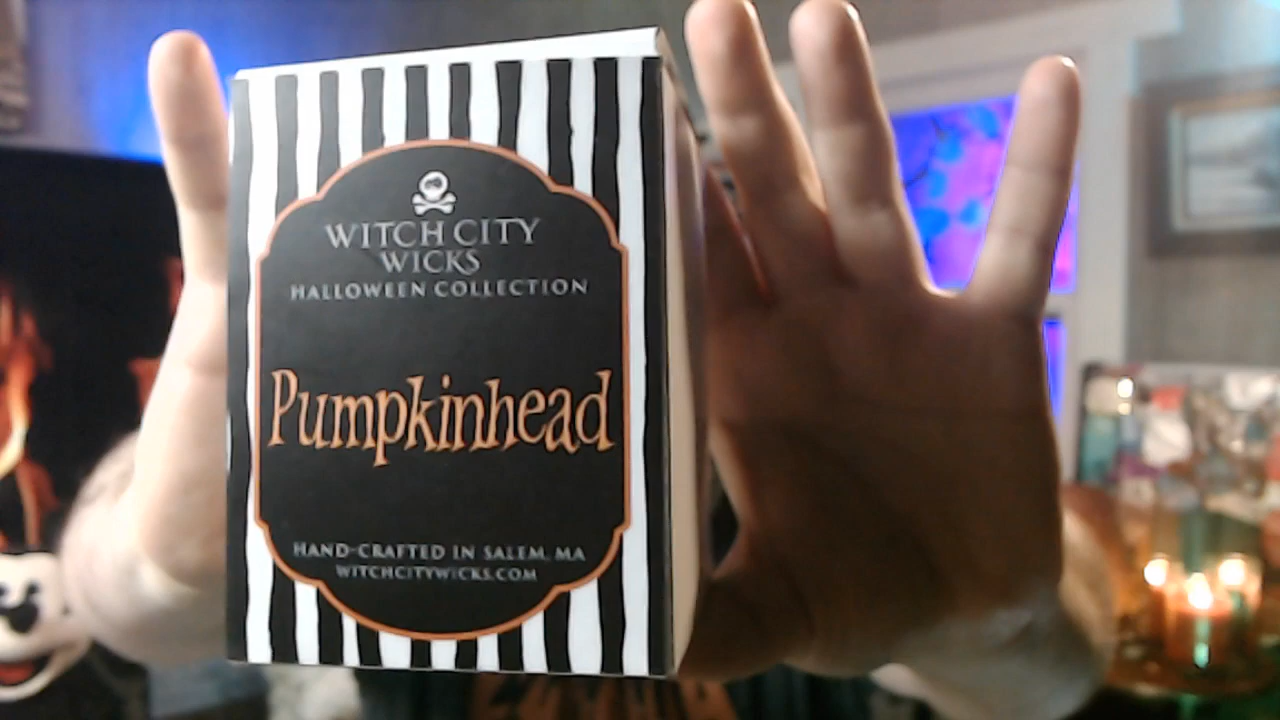 WITCH CITY
WICKS
HALLOWEEN COLLECTION
Pumpkinhead
HAND-CRAFTED IN SALEM, MA
WITCHCITYWICKS.COM